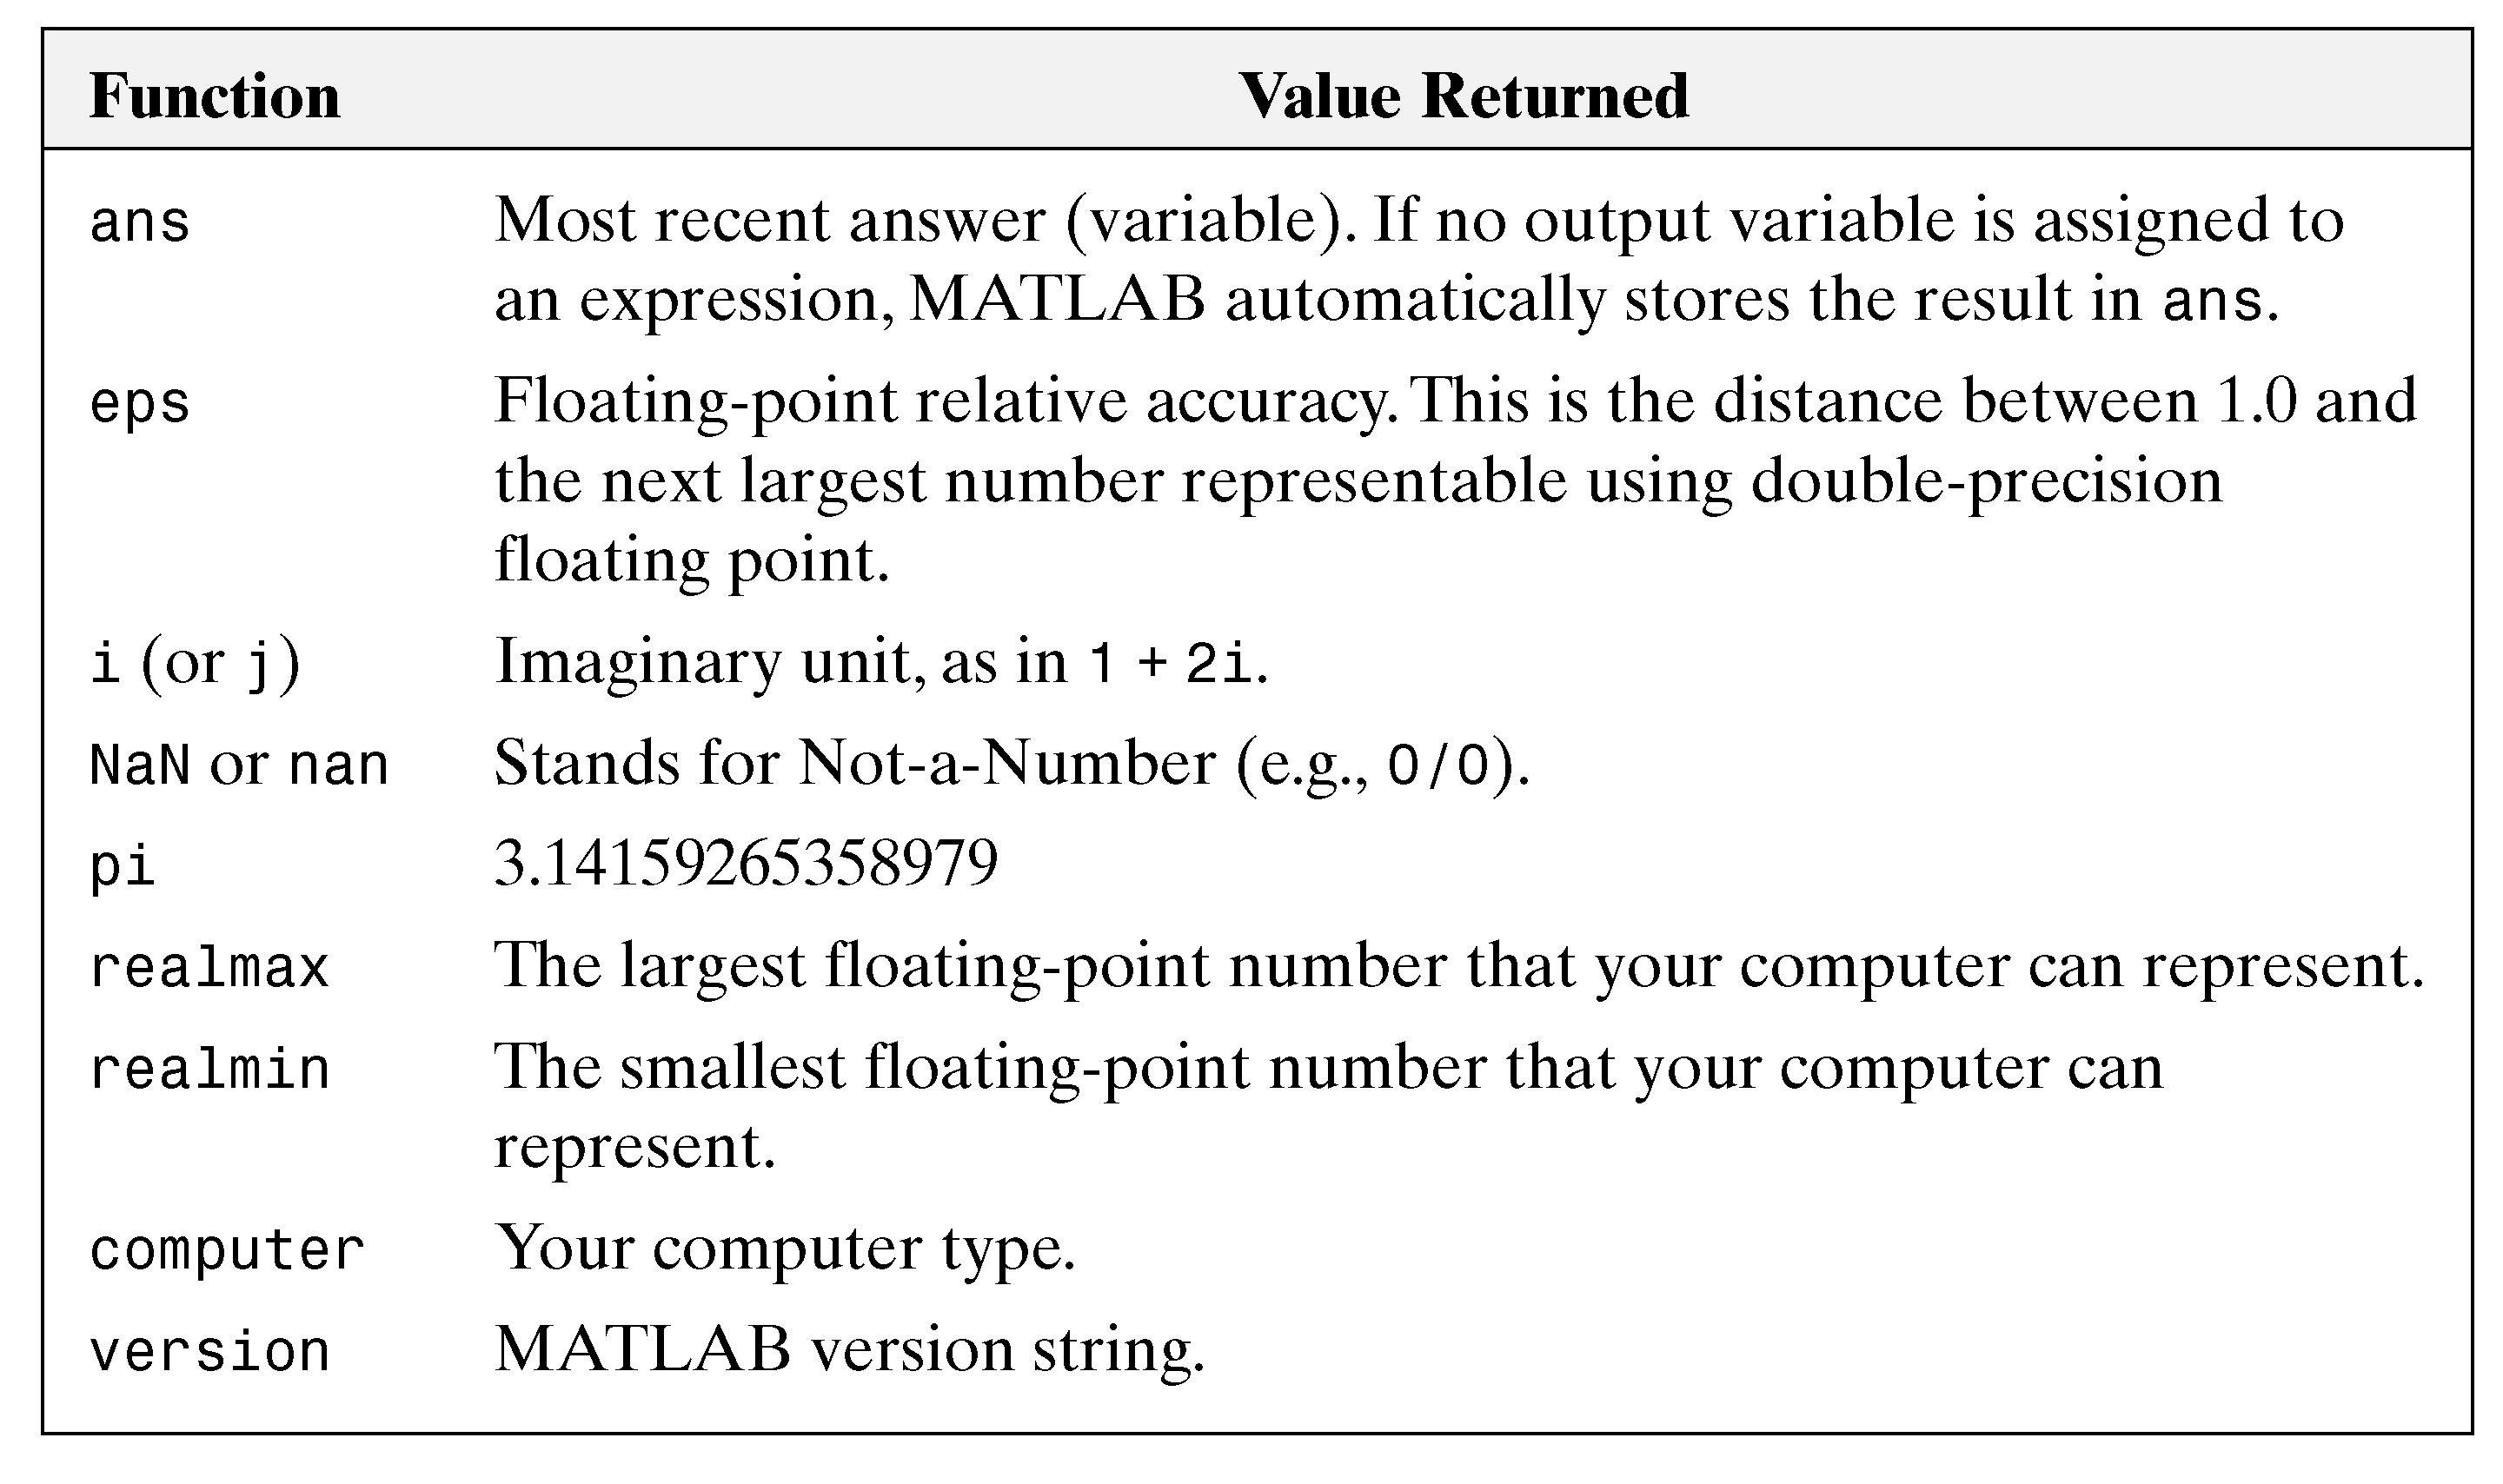 Function Value Returned
ans Most recent answer (variable). If no output variable is assigned to
an expression, MATLAB automatically stores the result in ans.
eps Floating-point relative accuracy. This is the distance between 1.0 and
the next largest number representable using double-precision
floating point.
i (or j) Imaginary unit, as in 1 + 2i.
NaN or nan Stands for Not-a-Number (e.g., 0/0).
pi 3.14159265358979
realmax The largest floating-point number that your computer can represent.
realmin The smallest floating-point number that your computer can
represent.
computer Your computer type.
version MATLAB version string.